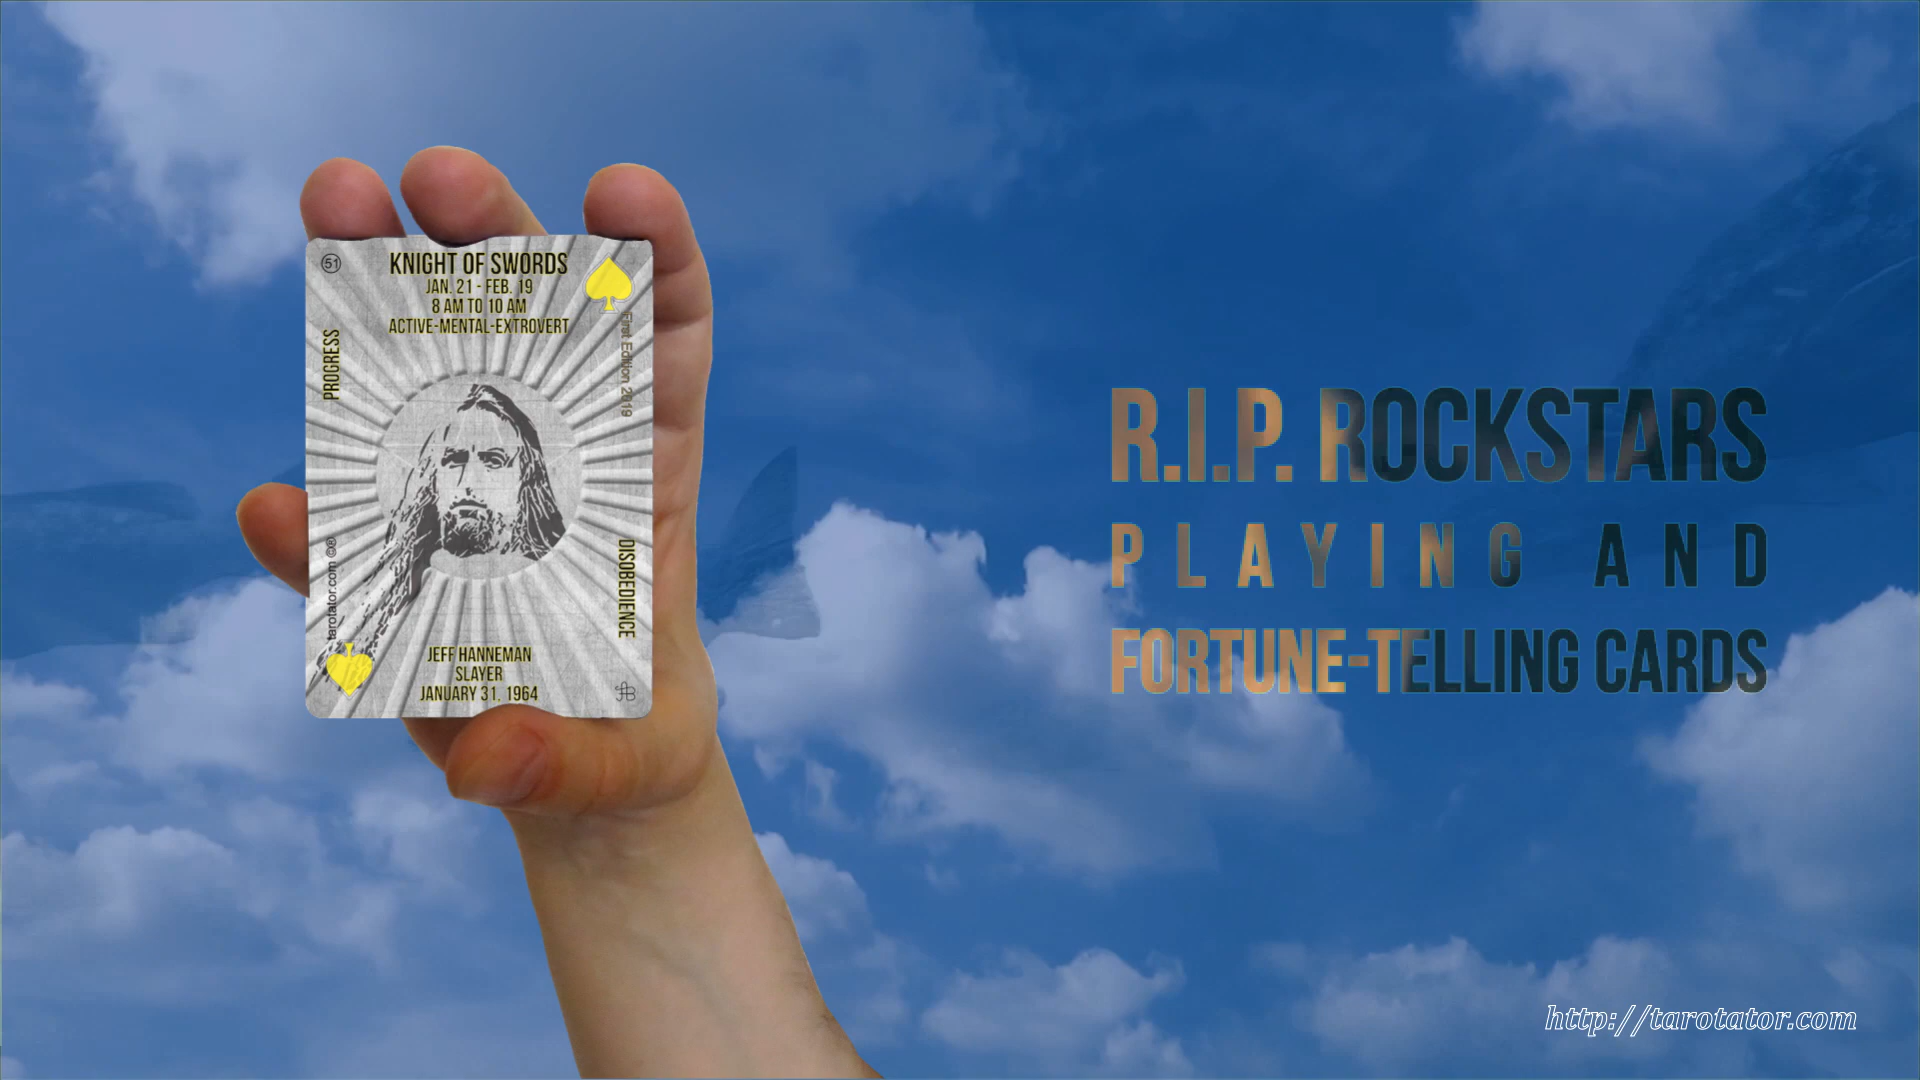 51
KNIGHT OF SWORDS
JAN. 21 - FEB. 19
8 AM TO 10 AM
ACTIVE-MENTAL-EXTROVERT
PROGRESS
First Edition 2019
tarotator.com ©®
DISOBEDIENCE
JEFF HANNEMAN
SLAYER
JANUARY 31. 1964
R.I.P. ROCKSTARS
PLAYING AND
FORTUNE-TELLING CARDS
http://tarotator.com